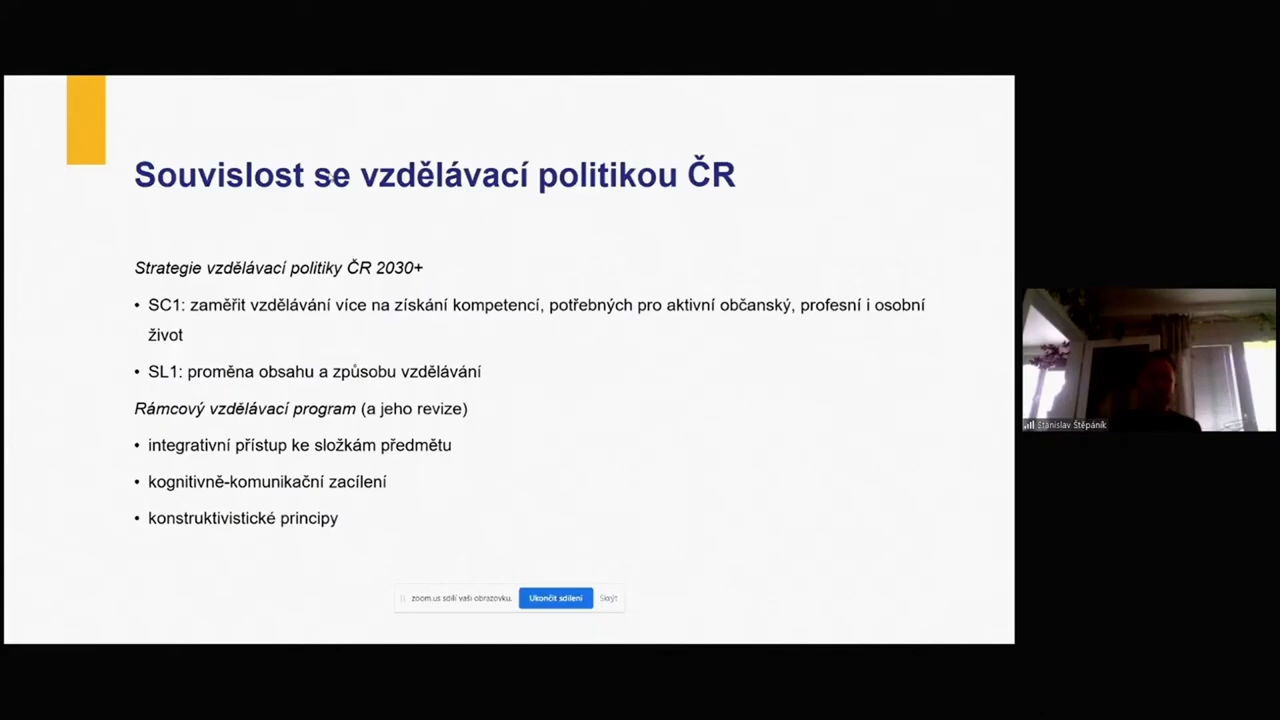 Souvislost se vzdělávací politikou ČR
Strategie vzdělávací politiky ČR 2030+
• SC1: zaměřit vzdělávání více na získání kompetencí, potřebných pro aktivní občanský, profesní i osobní
život
• SL1: proměna obsahu a způsobu vzdělávání
Rámcový vzdělávací program (a jeho revize)
• integrativní přístup ke složkám předmětu
• kognitivně-komunikační zacílení
• konstruktivistické principy
zoom.us sdílí vaši obrazovku. Ukončit sdílení Skrýt
Stanislav Štěpáník